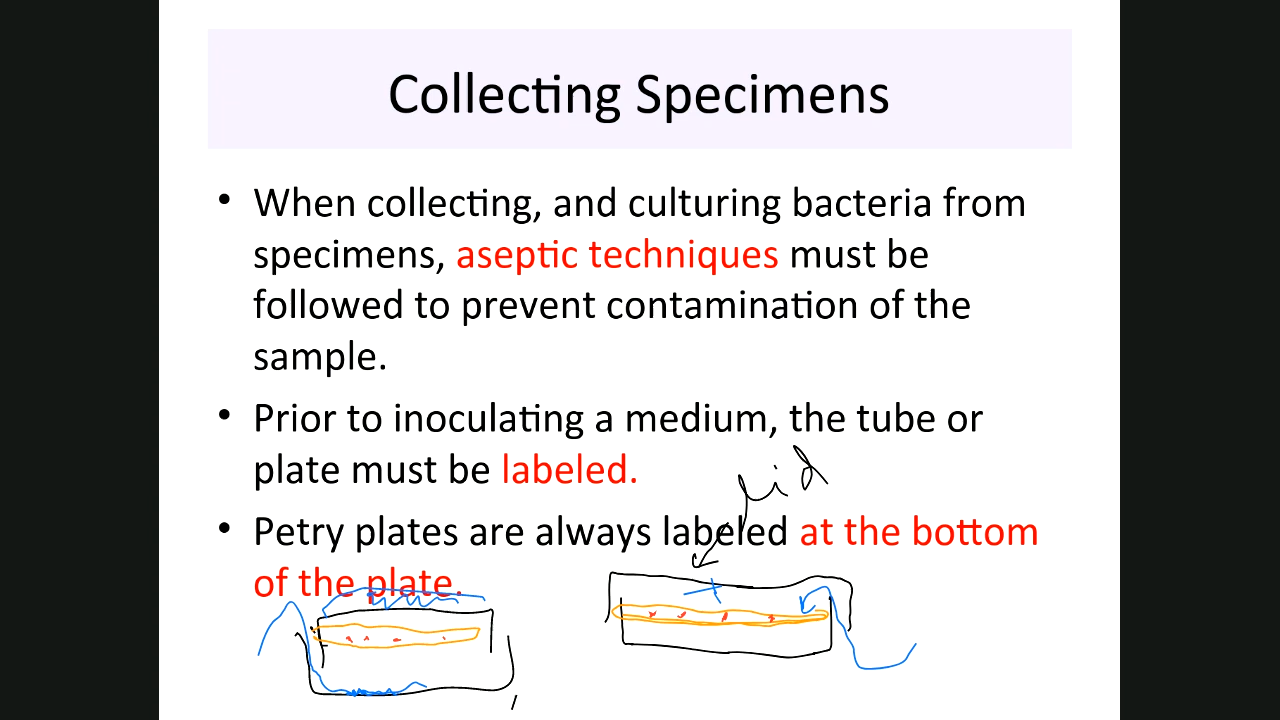 Collecting Specimens
• When collecting, and culturing bacteria from
specimens, aseptic techniques must be
followed to prevent contamination of the
sample.
• Prior to inoculating a medium, the tube or
plate must be labeled.
lid
• Petry plates are always labeled at the bottom
of the plate.